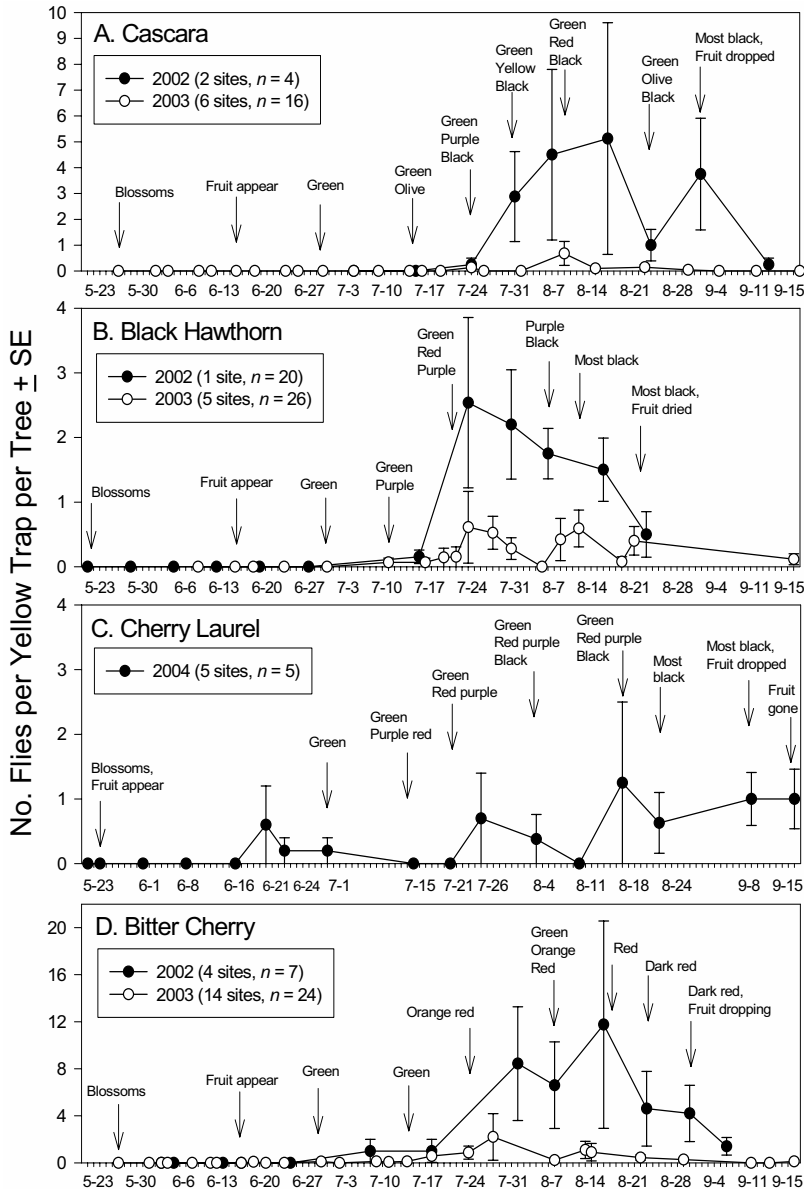 No. Flies per Yellow Trap per Tree ± SE
A. Cascara
2002 (2 sites, n = 4)
2003 (6 sites, n = 16)
Blossoms
Fruit appear
Green
Green
Olive
Green
Purple
Black
Green
Yellow
Black
Green
Red
Black
Green
Olive
Black
Most black,
Fruit dropped
10
9
8
7
6
5
4
3
2
1
0
5-23 5-30 6-6 6-13 6-20 6-27 7-3 7-10 7-17 7-24 7-31 8-7 8-14 8-21 8-28 9-4 9-11 9-15
B. Black Hawthorn
2002 (1 site, n = 20)
2003 (5 sites, n = 26)
Blossoms
Fruit appear
Green
Green
Purple
Green
Red
Purple
Purple
Black
Most black
Most black,
Fruit dried
4
3
2
1
0
5-23 5-30 6-6 6-13 6-20 6-27 7-3 7-10 7-17 7-24 7-31 8-7 8-14 8-21 8-28 9-4 9-15
C. Cherry Laurel
2004 (5 sites, n = 5)
Blossoms,
Fruit appear
Green
Green
Purple red
Green
Red purple
Green
Red purple
Black
Green
Red purple
Black
Most
black
Most black,
Fruit dropped
Fruit
gone
4
3
2
1
0
5-23 6-1 6-8 6-16 6-21 6-24 7-1 7-15 7-21 7-26 8-4 8-11 8-18 8-24 9-8 9-15
D. Bitter Cherry
2002 (4 sites, n = 7)
2003 (14 sites, n = 24)
Blossoms
Fruit appear
Green
Green
Orange red
Green
Orange
Red
Red
Dark red
Dark red,
Fruit dropping
20
16
12
8
4
0
5-23 5-30 6-6 6-13 6-20 6-27 7-3 7-10 7-17 7-24 7-31 8-7 8-14 8-21 8-28 9-4 9-11 9-15